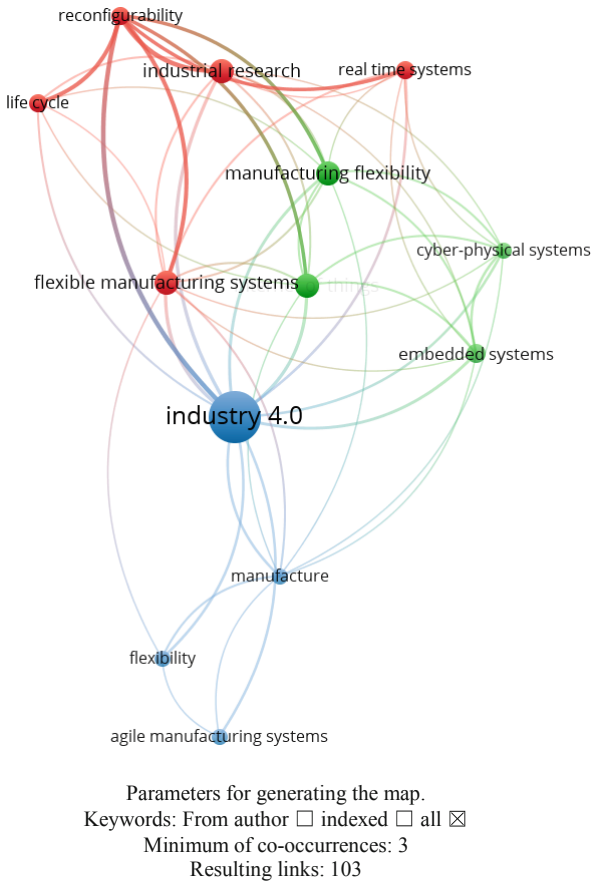 reconfigurability
industrial research
real time systems
life cycle
manufacturing flexibility
cyber-physical systems
flexible manufacturing systems
things
embedded systems
industry 4.0
manufacture
flexibility
agile manufacturing systems
Parameters for generating the map.
Keywords: From author ☐ indexed ☐ all ☒
Minimum of co-occurrences: 3
Resulting links: 103